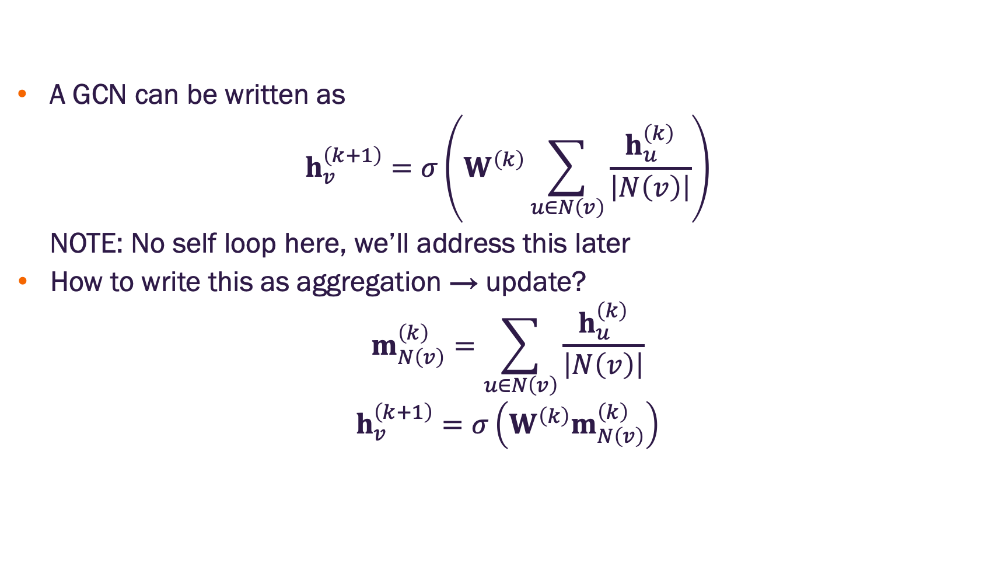 • A GCN can be written as
$$\mathbf{h}_v^{(k+1)} = \sigma\left(\mathbf{W}^{(k)} \sum_{u \in N(v)} \frac{\mathbf{h}_u^{(k)}}{|N(v)|}\right)$$
NOTE: No self loop here, we’ll address this later
• How to write this as aggregation → update?
$$\mathbf{m}_{N(v)}^{(k)} = \sum_{u \in N(v)} \frac{\mathbf{h}_u^{(k)}}{|N(v)|}$$
$$\mathbf{h}_v^{(k+1)} = \sigma\left(\mathbf{W}^{(k)} \mathbf{m}_{N(v)}^{(k)}\right)$$